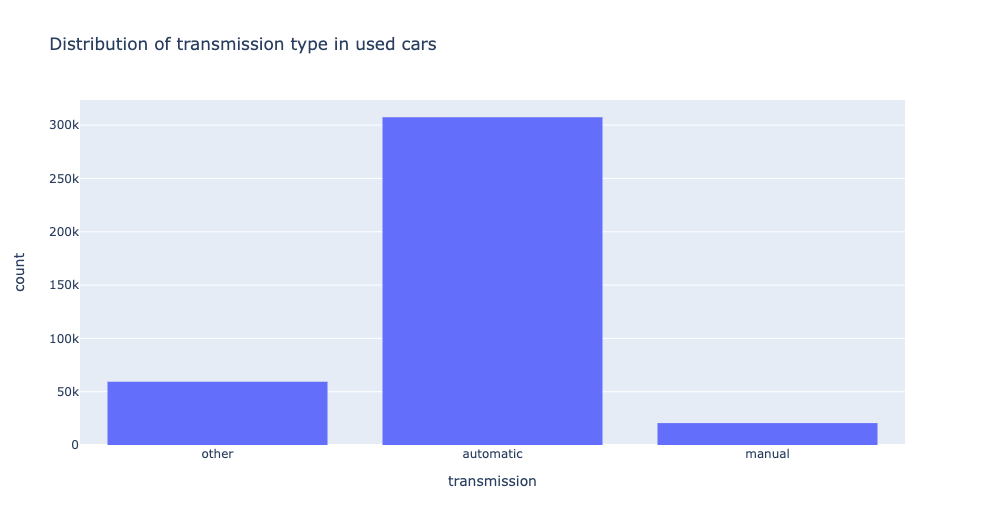 Distribution of transmission type in used cars
300k
250k
200k
150k
100k
50k
0
count
other
automatic
manual
transmission